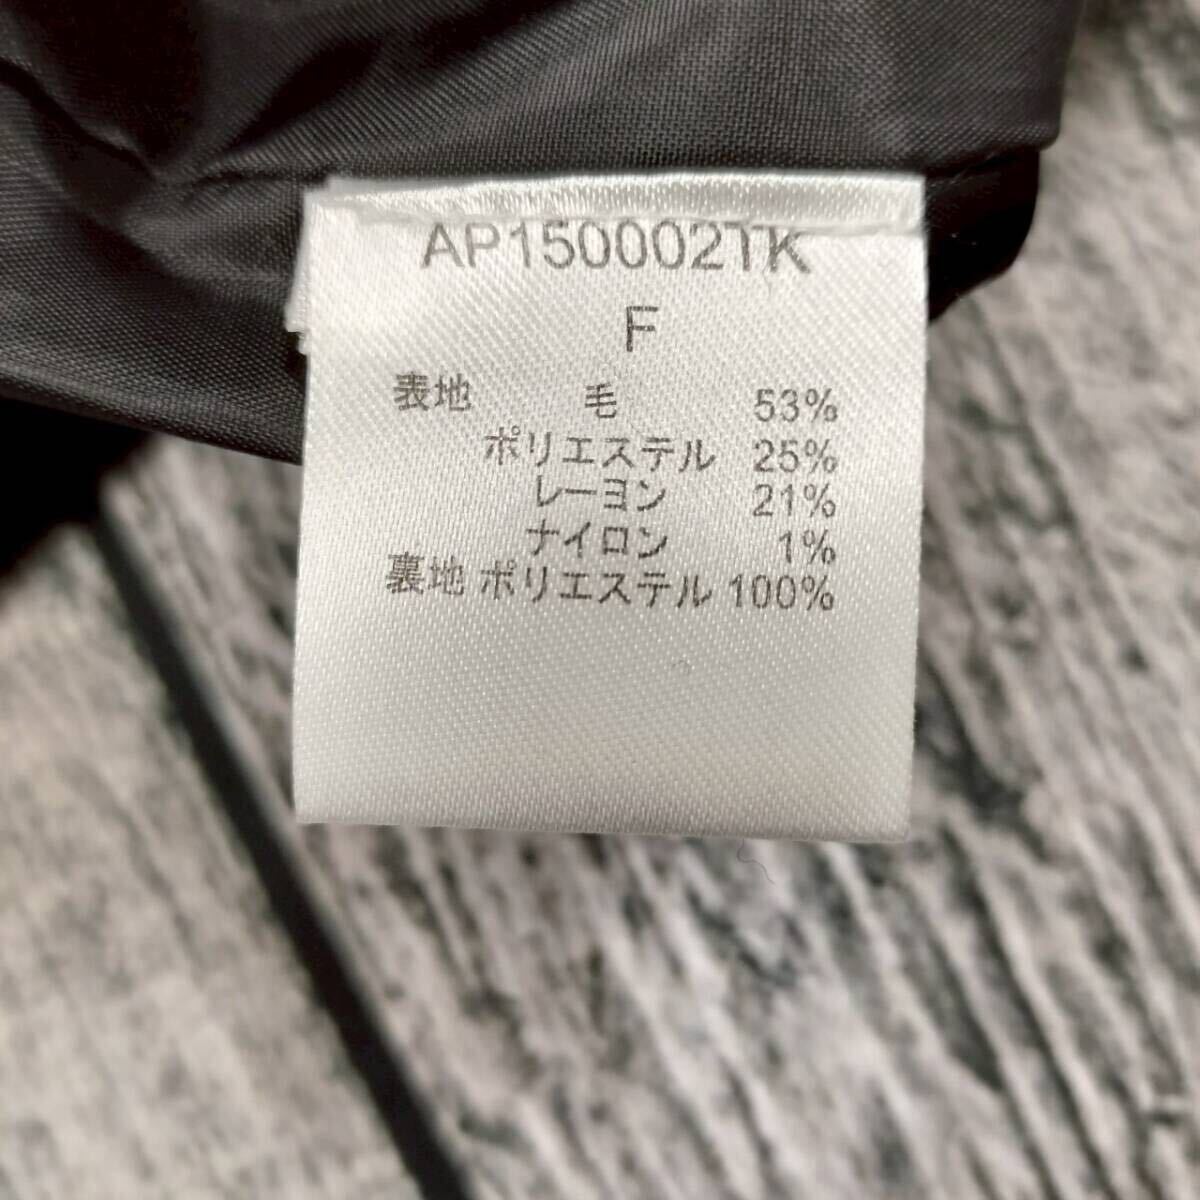 AP150002TK
F
表地 毛 53%
ポリエステル 25%
レーヨン 21%
ナイロン 1%
裏地 ポリエステル 100%